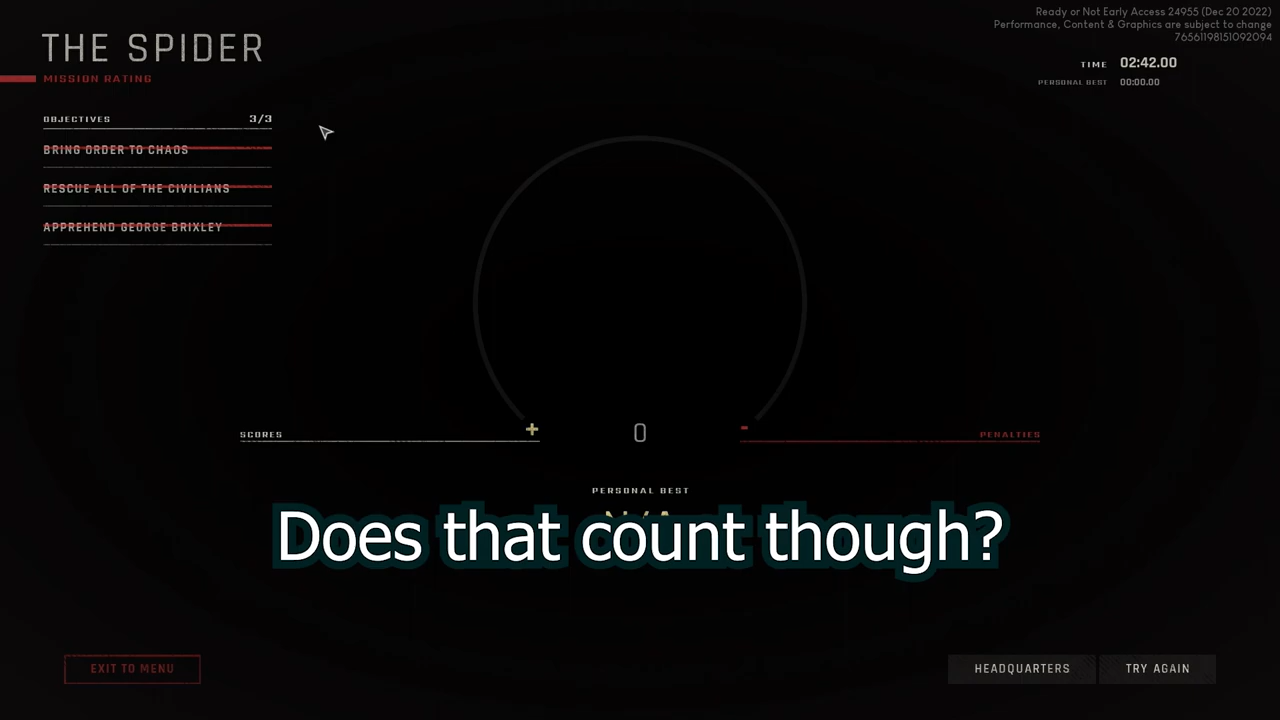 Ready or Not Early Access 24955 (Dec 20 2022)
Performance, Content & Graphics are subject to change
76561198151092094
THE SPIDER
MISSION RATING
TIME 02:42.00
PERSONAL BEST 00:00.00
OBJECTIVES 3/3
BRING ORDER TO CHAOS
RESCUE ALL OF THE CIVILIANS
APPREHEND GEORGE BRIXLEY
+ 0 -
SCORES PENALTIES
PERSONAL BEST
Does that count though?
EXIT TO MENU HEADQUARTERS TRY AGAIN